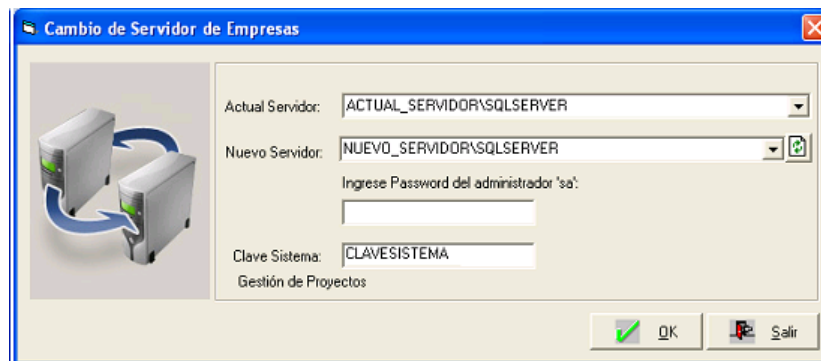 Cambio de Servidor de Empresas
Actual Servidor: ACTUAL_SERVIDOR\SQLSERVER
Nuevo Servidor: NUEVO_SERVIDOR\SQLSERVER
Ingrese Password del administrador 'sa':
Clave Sistema: CLAVESISTEMA
Gestión de Proyectos
OK Salir